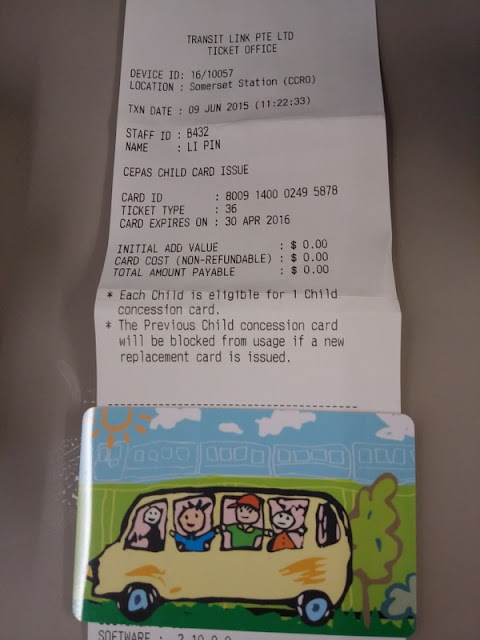 TRANSIT LINK PTE LTD
TICKET OFFICE
DEVICE ID: 16/10057
LOCATION : Somerset Station (CCRO)
TXN DATE : 09 JUN 2015 (11:22:33)
STAFF ID : B432
NAME : LI PIN
CEPAS CHILD CARD ISSUE
CARD ID : 8009 1400 0249 5878
TICKET TYPE : 36
CARD EXPIRES ON : 30 APR 2016
INITIAL ADD VALUE : $ 0.00
CARD COST (NON-REFUNDABLE) : $ 0.00
TOTAL AMOUNT PAYABLE : $ 0.00
* Each Child is eligible for 1 Child
concession card.
* The Previous Child concession card
will be blocked from usage if a new
replacement card is issued.
SOFTWARE : 2.10.0.0